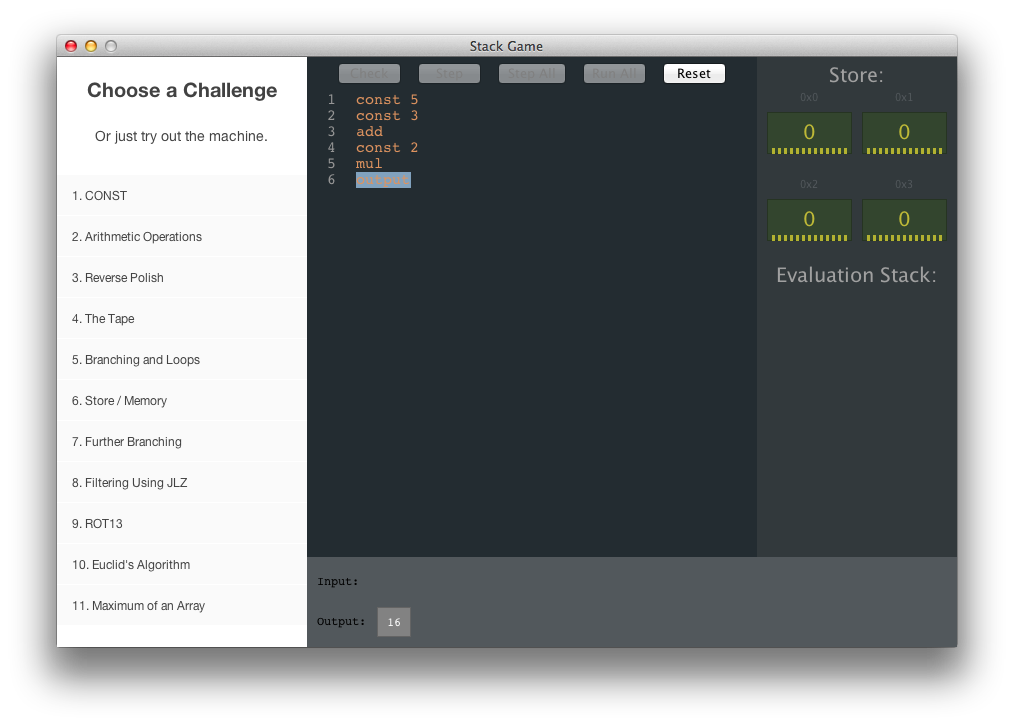 Stack Game
Choose a Challenge
Or just try out the machine.
1. CONST
2. Arithmetic Operations
3. Reverse Polish
4. The Tape
5. Branching and Loops
6. Store / Memory
7. Further Branching
8. Filtering Using JLZ
9. ROT13
10. Euclid's Algorithm
11. Maximum of an Array
Check Step Step All Run All Reset
1 const 5
2 const 3
3 add
4 const 2
5 mul
6 output
Input:
Output: 16
Store:
0x0 0x1
0 0
0x2 0x3
0 0
Evaluation Stack: